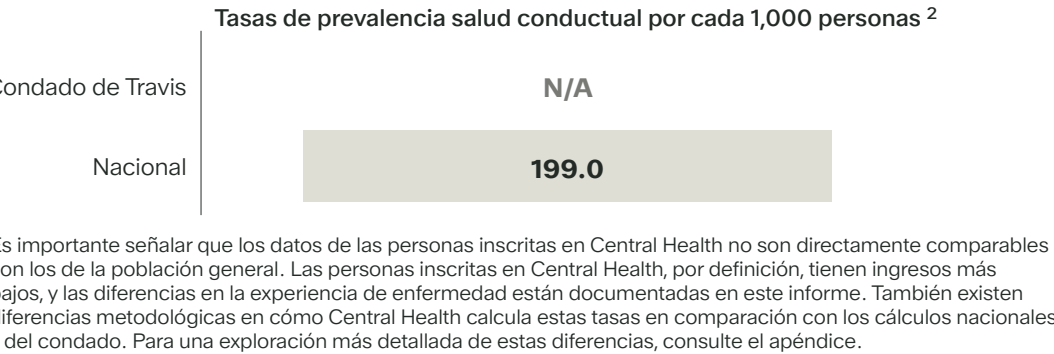 Tasas de prevalencia salud conductual por cada 1,000 personas ²
Condado de Travis
N/A
Nacional
199.0
Es importante señalar que los datos de las personas inscritas en Central Health no son directamente comparables
con los de la población general. Las personas inscritas en Central Health, por definición, tienen ingresos más
bajos, y las diferencias en la experiencia de enfermedad están documentadas en este informe. También existen
diferencias metodológicas en cómo Central Health calcula estas tasas en comparación con los cálculos nacionales
del condado. Para una exploración más detallada de estas diferencias, consulte el apéndice.